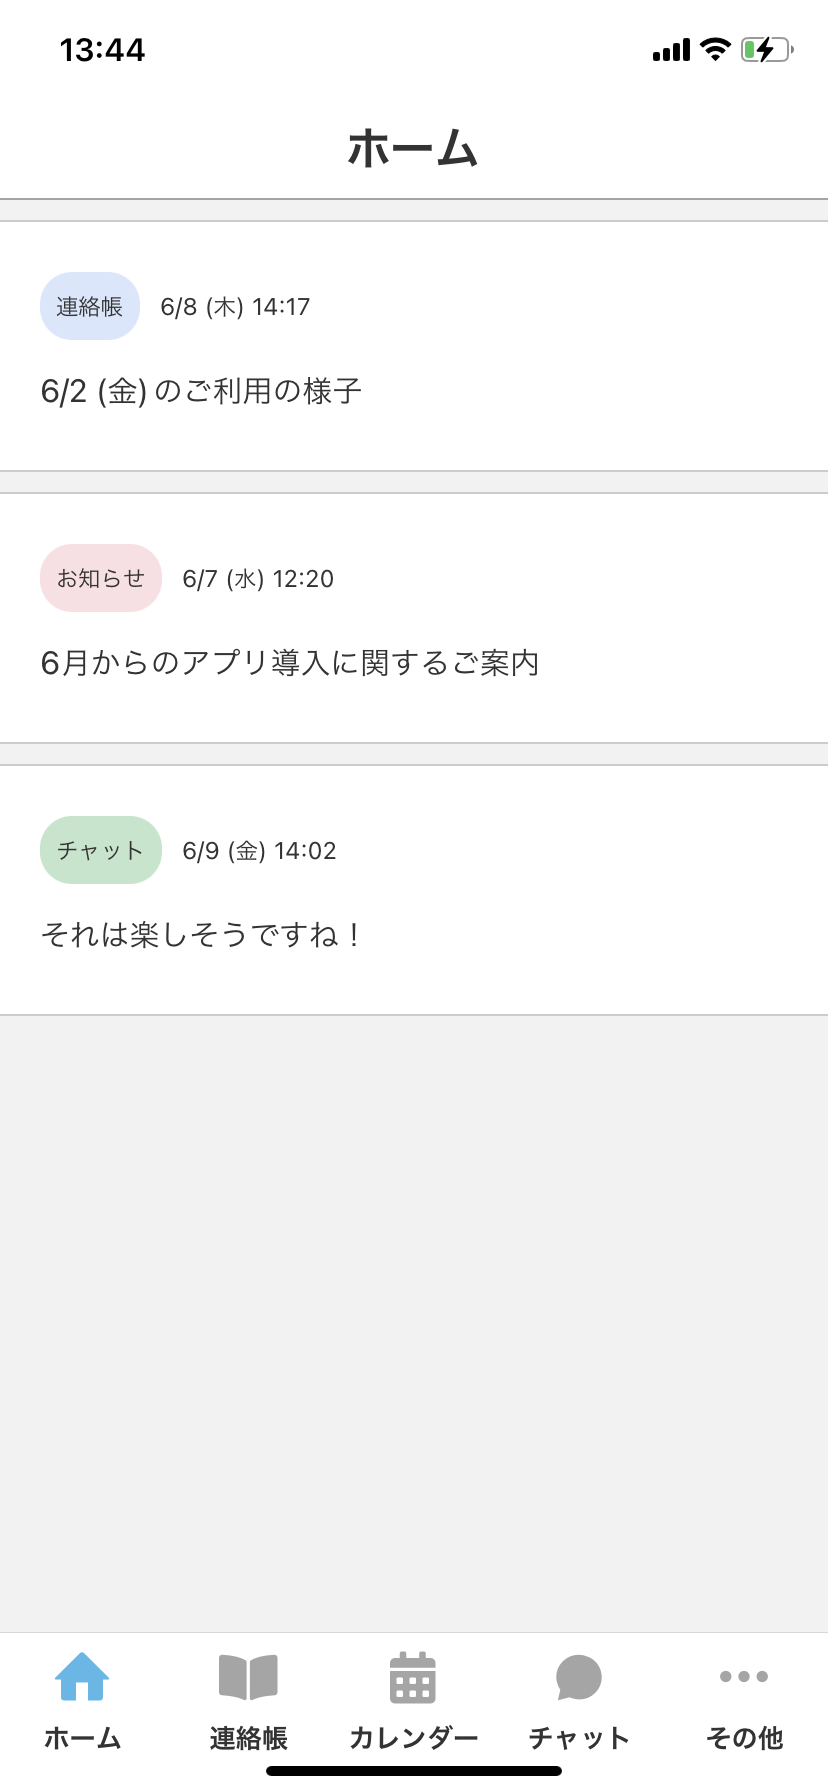 13:44
ホーム
連絡帳 6/8 (木) 14:17
6/2 (金)のご利用の様子
お知らせ 6/7 (水) 12:20
6月からのアプリ導入に関するご案内
チャット 6/9 (金) 14:02
それは楽しそうですね！
ホーム 連絡帳 カレンダー チャット その他